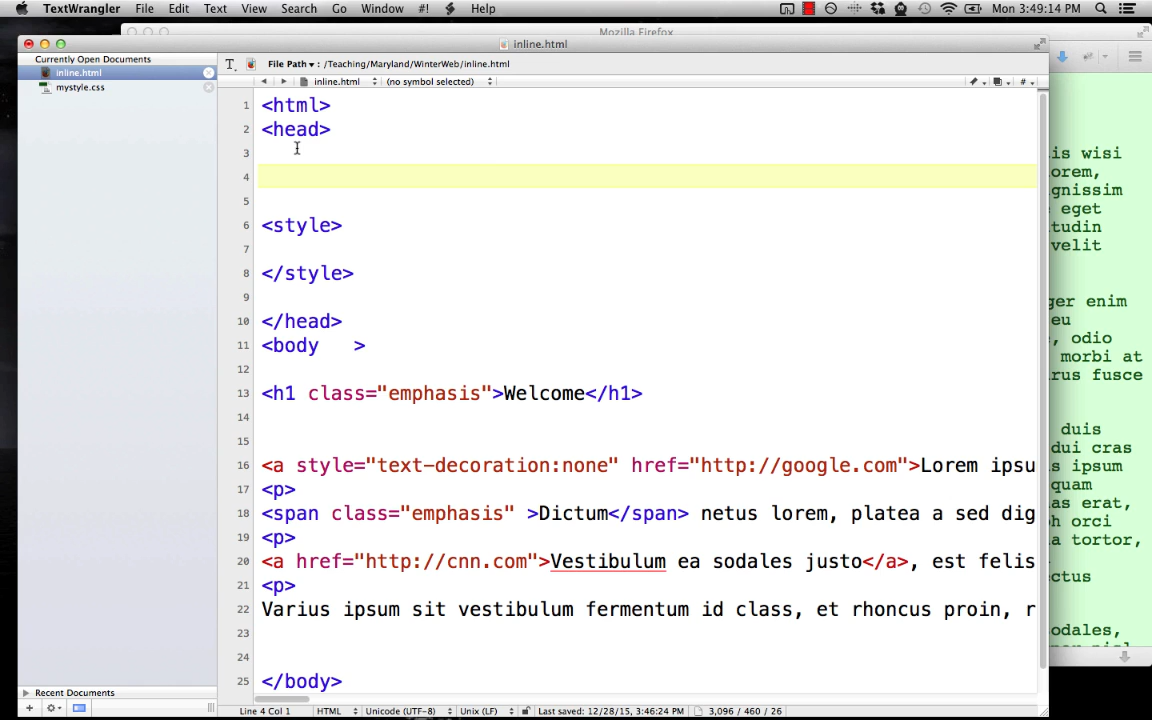 TextWrangler File Edit Text View Search Go Window #! Help Mon 3:49:14 PM
Mozilla Firefox
inline.html
Currently Open Documents
inline.html
mystyle.css
File Path ▾ : /Teaching/Maryland/WinterWeb/inline.html
inline.html (no symbol selected) #
1 <html>
2 <head>
3
4
5
6 <style>
7
8 </style>
9
10 </head>
11 <body   >
12
13 <h1 class="emphasis">Welcome</h1>
14
15
16 <a style="text-decoration:none" href="http://google.com">Lorem ipsu
17 <p>
18 <span class="emphasis" >Dictum</span> netus lorem, platea a sed dig
19 <p>
20 <a href="http://cnn.com">Vestibulum ea sodales justo</a>, est felis
21 <p>
22 Varius ipsum sit vestibulum fermentum id class, et rhoncus proin, r
23
24
25 </body>
is wisi
orem,
gnissim
eget
tudin
velit
ger enim
eu
, odio
morbi at
rus fusce
duis
dui cras
s ipsum
quam
as erat,
h orci
a tortor,
ectus
odales,
Recent Documents
Line 4 Col 1 HTML Unicode (UTF-8) Unix (LF) Last saved: 12/28/15, 3:46:24 PM 3,096 / 460 / 26